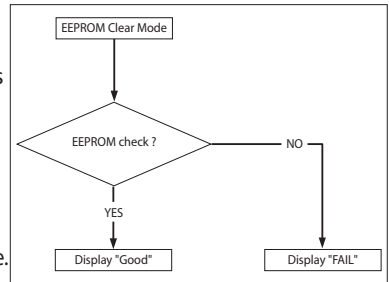 EEPROM Clear Mode
EEPROM check ?
NO
YES
Display "Good"
Display "FAIL"